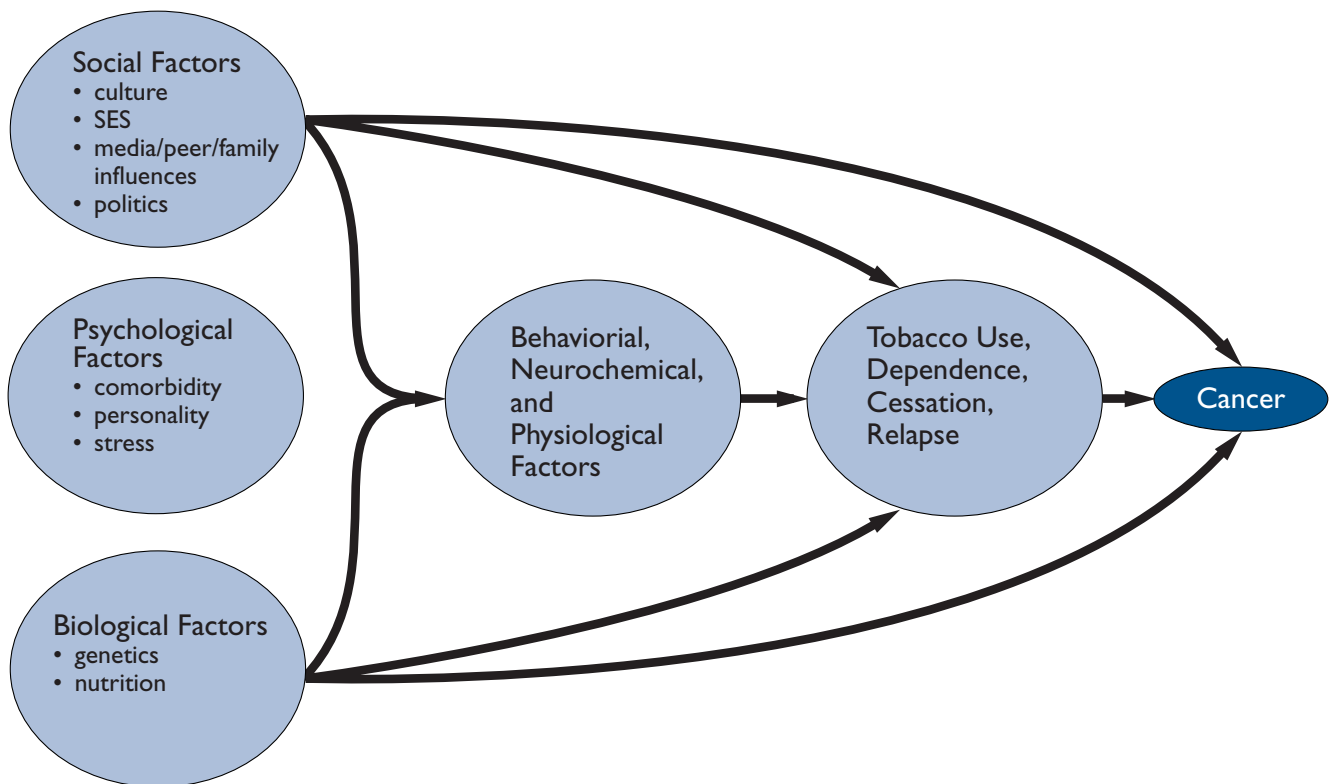 Social Factors
• culture
• SES
• media/peer/family
influences
• politics
Psychological
Factors
• comorbidity
• personality
• stress
Biological Factors
• genetics
• nutrition
Behaviorial,
Neurochemical,
and
Physiological
Factors
Tobacco Use,
Dependence,
Cessation,
Relapse
Cancer